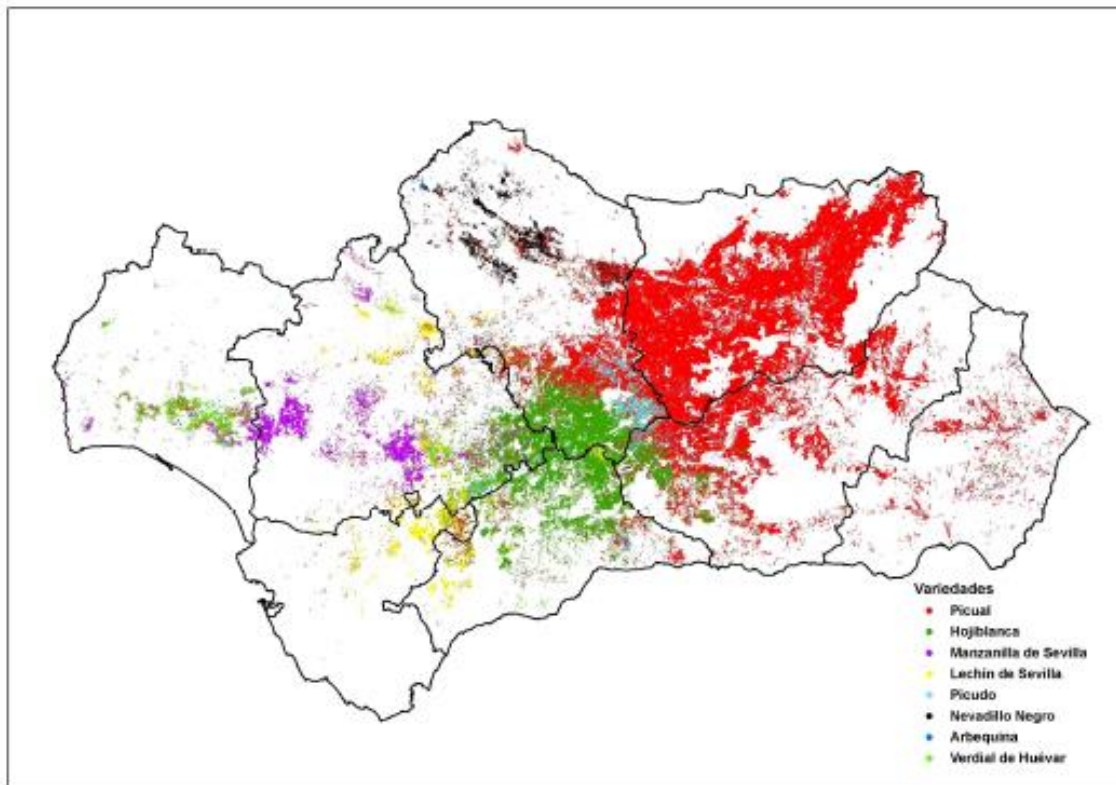 Variedades
Picual
Hojiblanca
Manzanilla de Sevilla
Lechín de Sevilla
Picudo
Nevadillo Negro
Arbequina
Verdial de Huévar